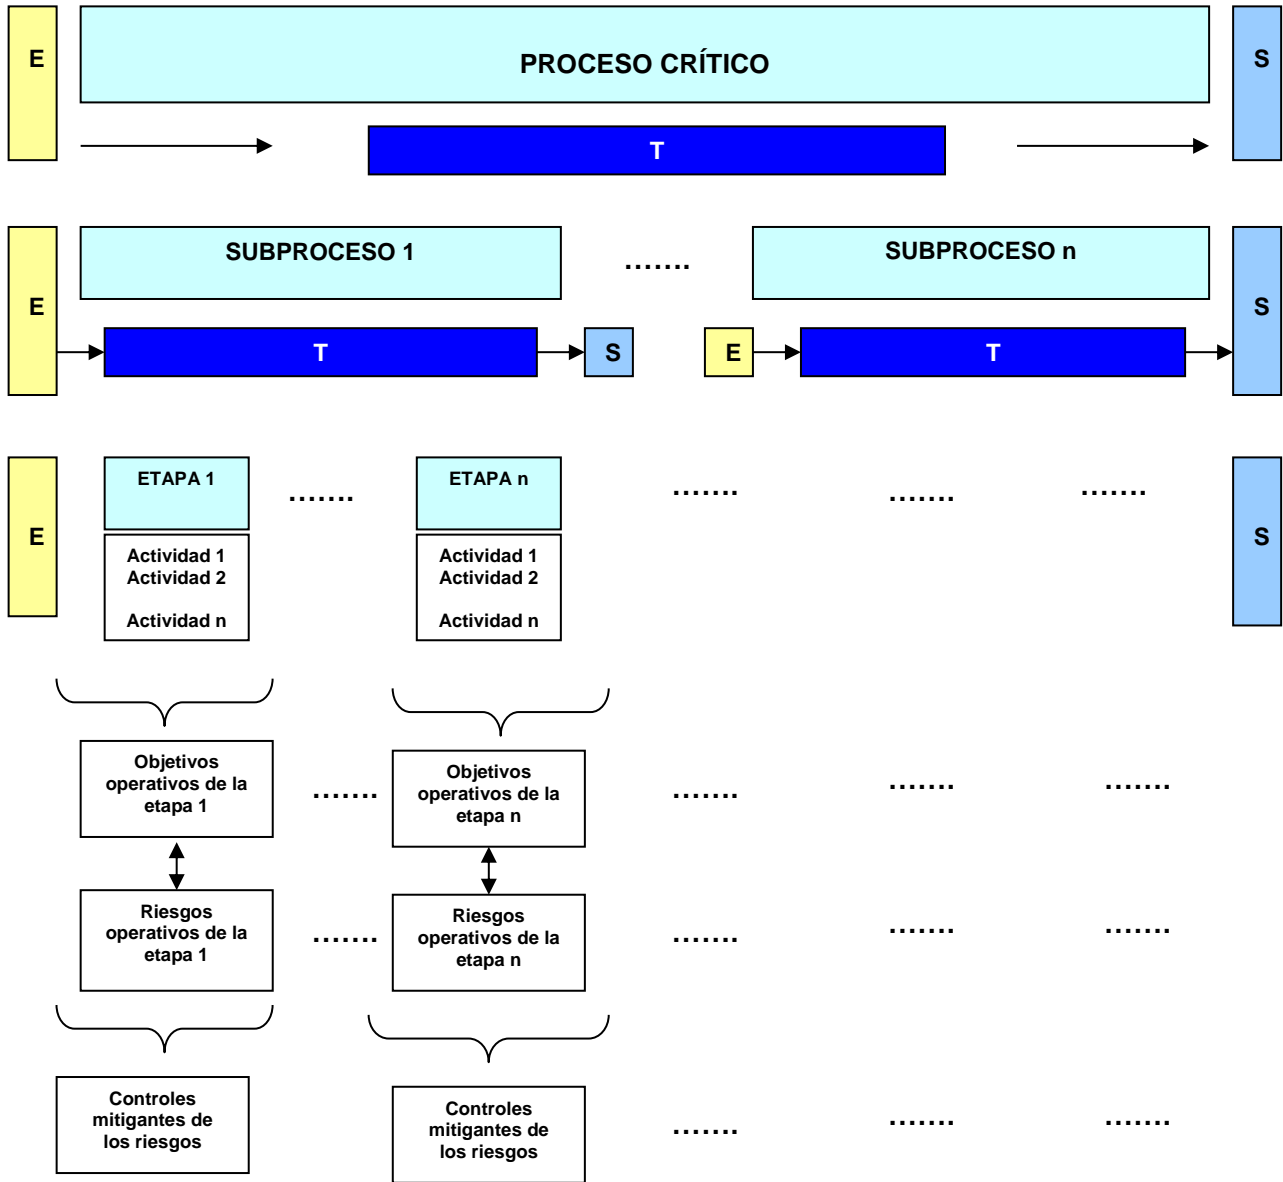 E
PROCESO CRÍTICO
S
T
SUBPROCESO 1
…….
SUBPROCESO n
E
S
T
S
E
T
E
ETAPA 1
…….
ETAPA n
…….
…….
…….
S
Actividad 1
Actividad 2
Actividad n
Actividad 1
Actividad 2
Actividad n
Objetivos
operativos de la
etapa 1
…….
Objetivos
operativos de la
etapa n
…….
…….
…….
Riesgos
operativos de la
etapa 1
…….
Riesgos
operativos de la
etapa n
…….
…….
…….
Controles
mitigantes de
los riesgos
Controles
mitigantes de
los riesgos
…….
…….
…….